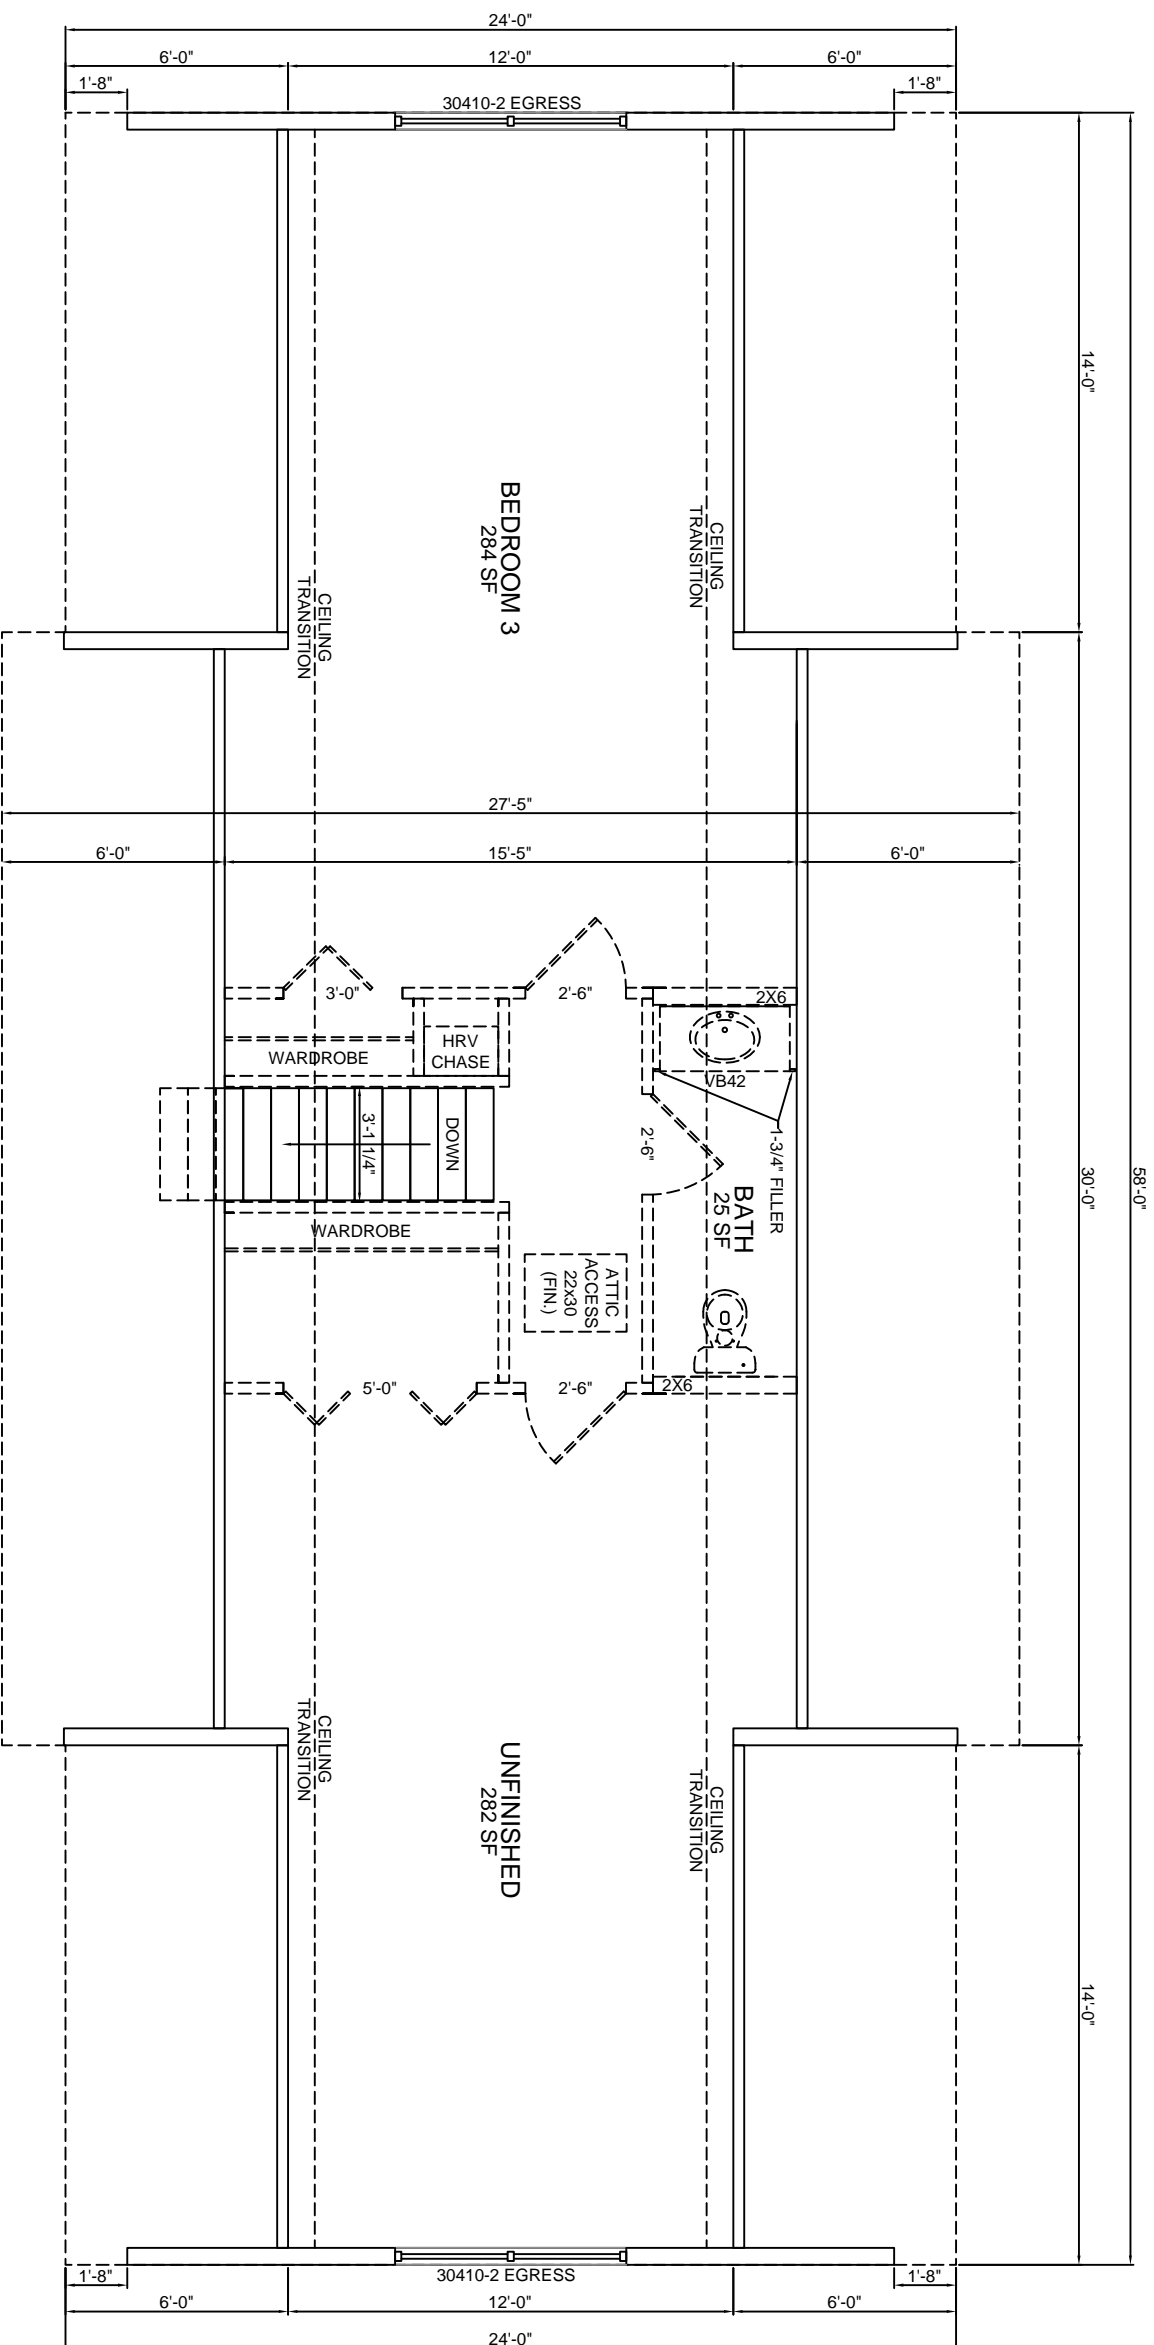 24'-0"
6'-0"
12'-0"
6'-0"
1'-8"
1'-8"
30410-2 EGRESS
14'-0"
BEDROOM 3
284 SF
CEILING
TRANSITION
CEILING
TRANSITION
27'-5"
6'-0"
15'-5"
6'-0"
3'-0"
2'-6"
2X6
HRV
CHASE
WARDROBE
VB42
1-3/4" FILLER
DOWN
3'-1 1/4"
2'-6"
30'-0"
58'-0"
BATH
25 SF
WARDROBE
ATTIC
ACCESS
22x30
(FIN.)
5'-0"
2'-6"
2X6
CEILING
TRANSITION
UNFINISHED
282 SF
CEILING
TRANSITION
14'-0"
30410-2 EGRESS
1'-8"
1'-8"
6'-0"
12'-0"
6'-0"
24'-0"